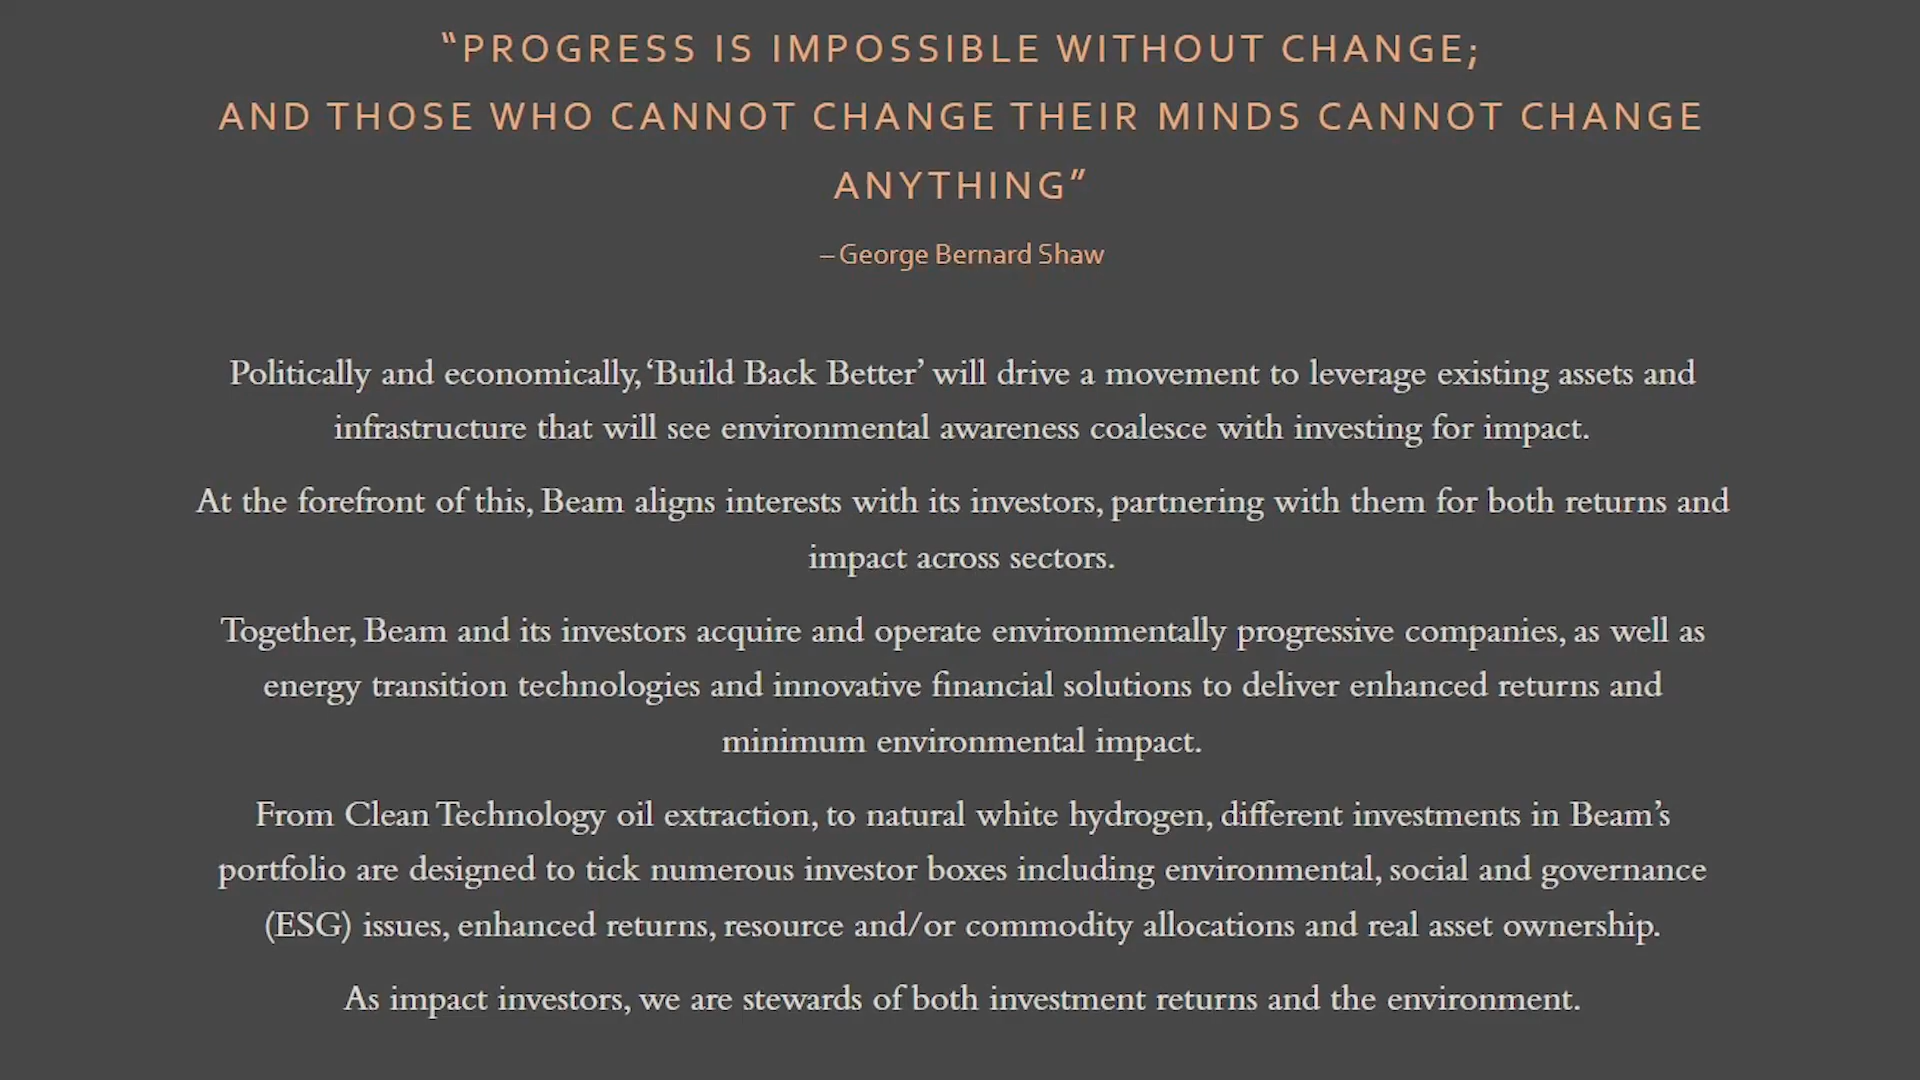 “PROGRESS IS IMPOSSIBLE WITHOUT CHANGE;
AND THOSE WHO CANNOT CHANGE THEIR MINDS CANNOT CHANGE
ANYTHING”
– George Bernard Shaw
Politically and economically, ‘Build Back Better’ will drive a movement to leverage existing assets and
infrastructure that will see environmental awareness coalesce with investing for impact.
At the forefront of this, Beam aligns interests with its investors, partnering with them for both returns and
impact across sectors.
Together, Beam and its investors acquire and operate environmentally progressive companies, as well as
energy transition technologies and innovative financial solutions to deliver enhanced returns and
minimum environmental impact.
From Clean Technology oil extraction, to natural white hydrogen, different investments in Beam’s
portfolio are designed to tick numerous investor boxes including environmental, social and governance
(ESG) issues, enhanced returns, resource and/or commodity allocations and real asset ownership.
As impact investors, we are stewards of both investment returns and the environment.